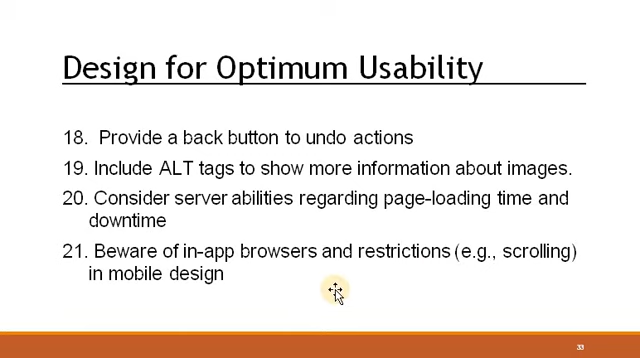 Design for Optimum Usability
18. Provide a back button to undo actions
19. Include ALT tags to show more information about images.
20. Consider server abilities regarding page-loading time and
downtime
21. Beware of in-app browsers and restrictions (e.g., scrolling)
in mobile design
33